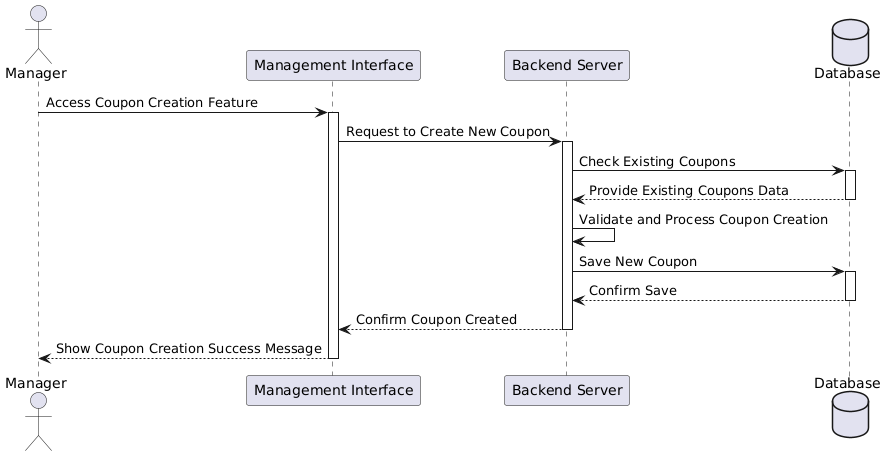 Manager
Management Interface
Backend Server
Database
Access Coupon Creation Feature
Request to Create New Coupon
Check Existing Coupons
Provide Existing Coupons Data
Validate and Process Coupon Creation
Save New Coupon
Confirm Save
Confirm Coupon Created
Show Coupon Creation Success Message
Manager
Management Interface
Backend Server
Database